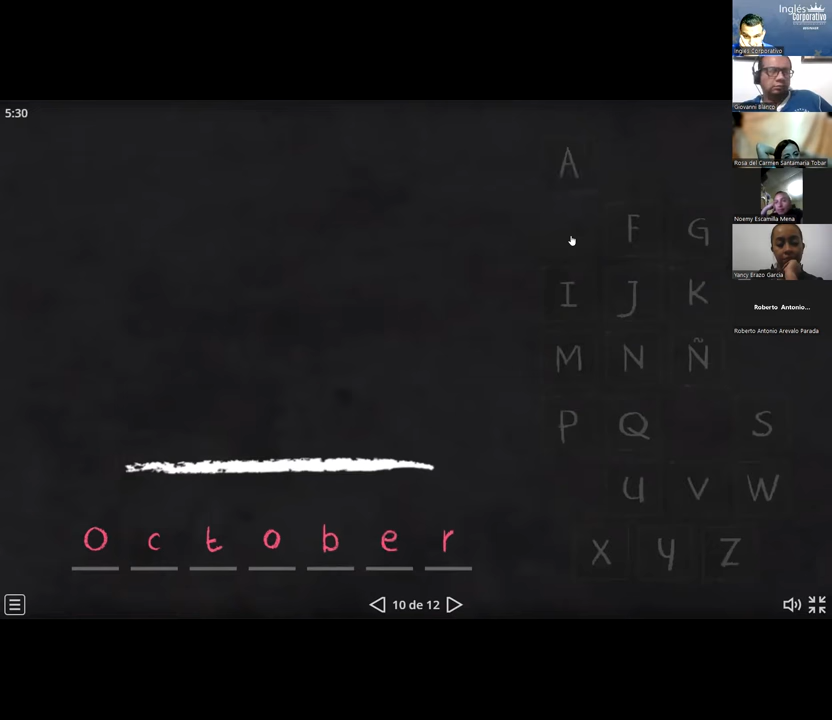 Inglés
Corporativo
Inglés Corporativo
Giovanni Blanco
Rosa del Carmen Santamaria Tobar
Noemy Escamilla Mena
Yancy Erazo Garcia
Roberto Antonio...
Roberto Antonio Arevalo Parada
5:30
A
F G
I J K
M N Ñ
P Q S
U V W
X Y Z
October
10 de 12